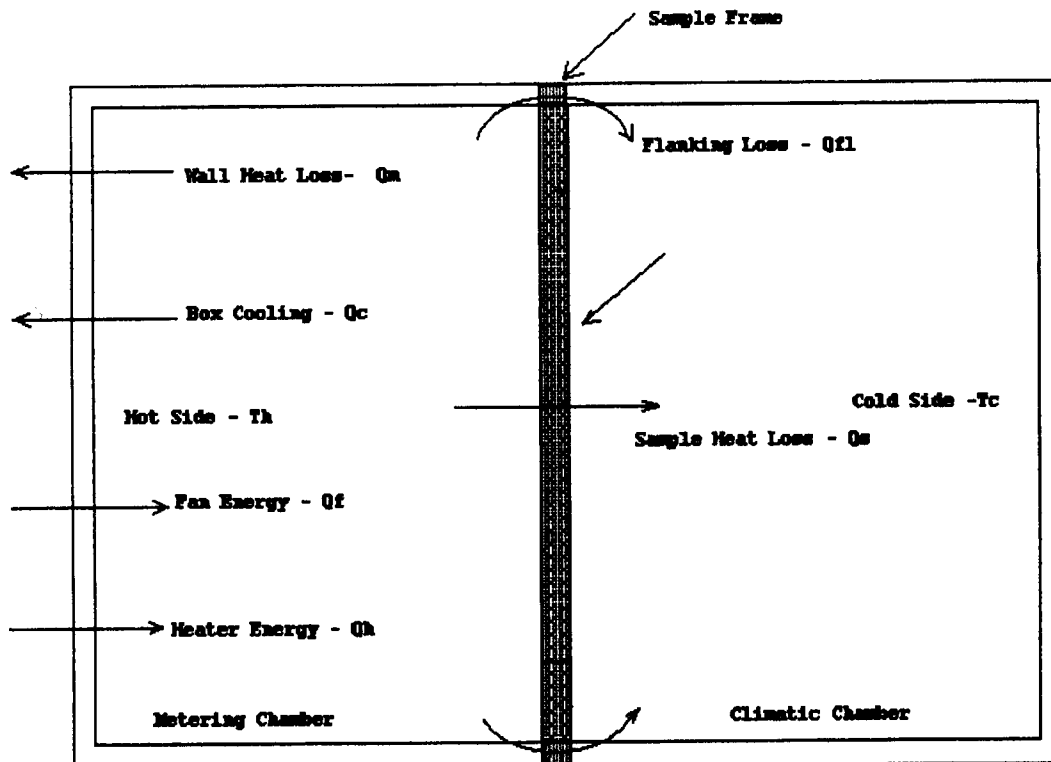 Sample Frame
Flanking Loss - Qfl
Wall Heat Loss- Qm
Box Cooling - Qc
Hot Side - Th
Cold Side -Tc
Sample Heat Loss - Qs
Fan Energy - Qf
Heater Energy - Qh
Metering Chamber
Climatic Chamber